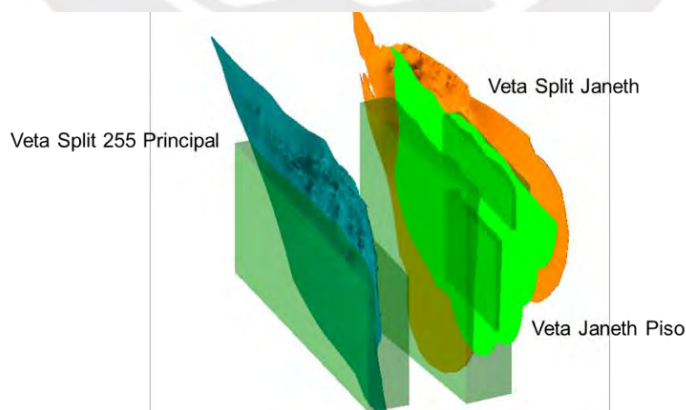 Veta Split Janeth
Veta Split 255 Principal
Veta Janeth Piso